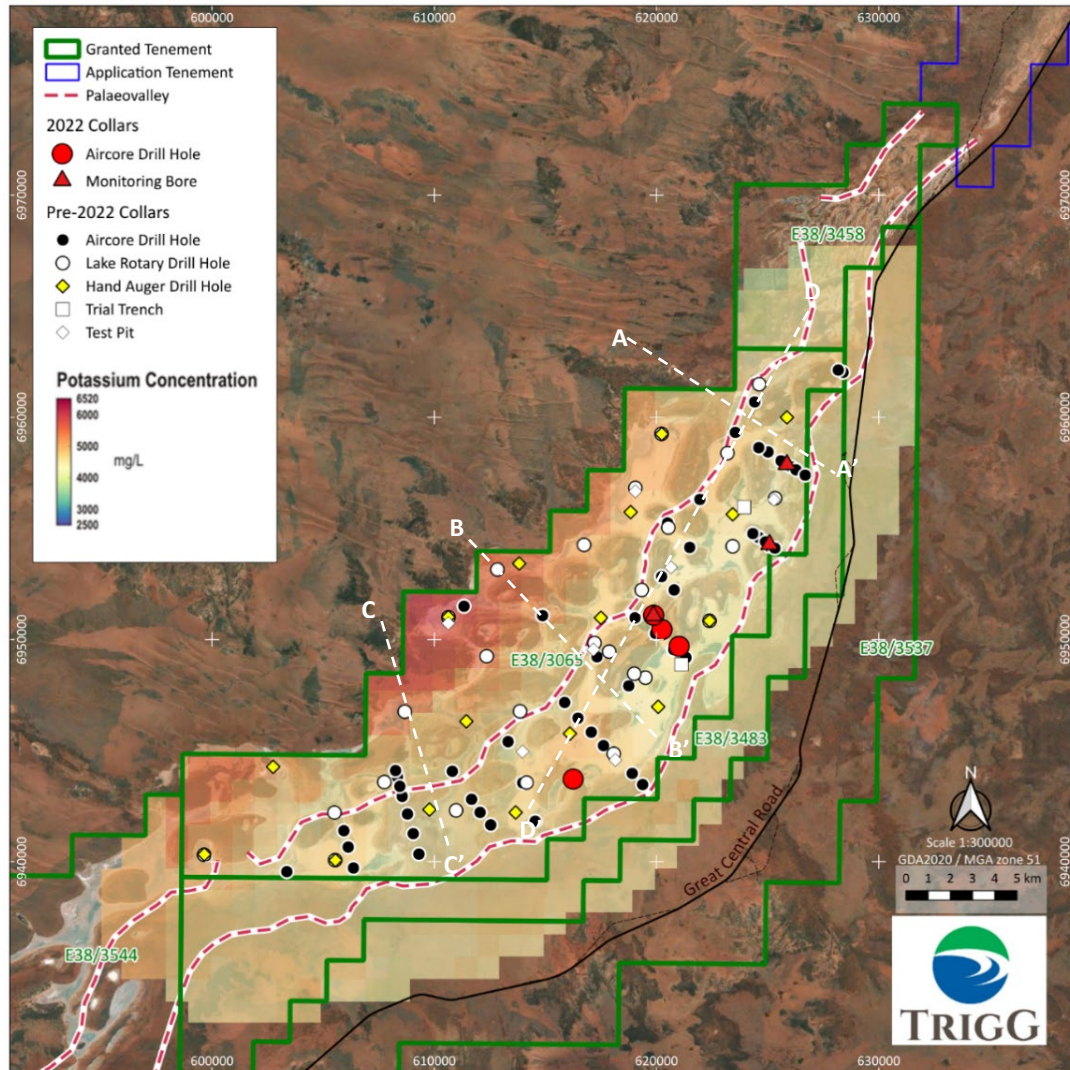 600000
610000
620000
630000
Granted Tenement
Application Tenement
Palaeovalley
2022 Collars
Aircore Drill Hole
Monitoring Bore
Pre-2022 Collars
Aircore Drill Hole
Lake Rotary Drill Hole
Hand Auger Drill Hole
Trial Trench
Test Pit
Potassium Concentration
6520
6000
5000
4000
3000
2500
mg/L
6970000
6970000
E38/3458
D
A
6960000
6960000
A'
B
C
6950000
6950000
E38/3065
E38/3537
E38/3483
B'
D'
C'
6940000
6940000
E38/3544
Great Central Road
N
Scale 1:300000
GDA2020 / MGA zone 51
0 1 2 3 4 5 km
TRIGG
600000
610000
620000
630000